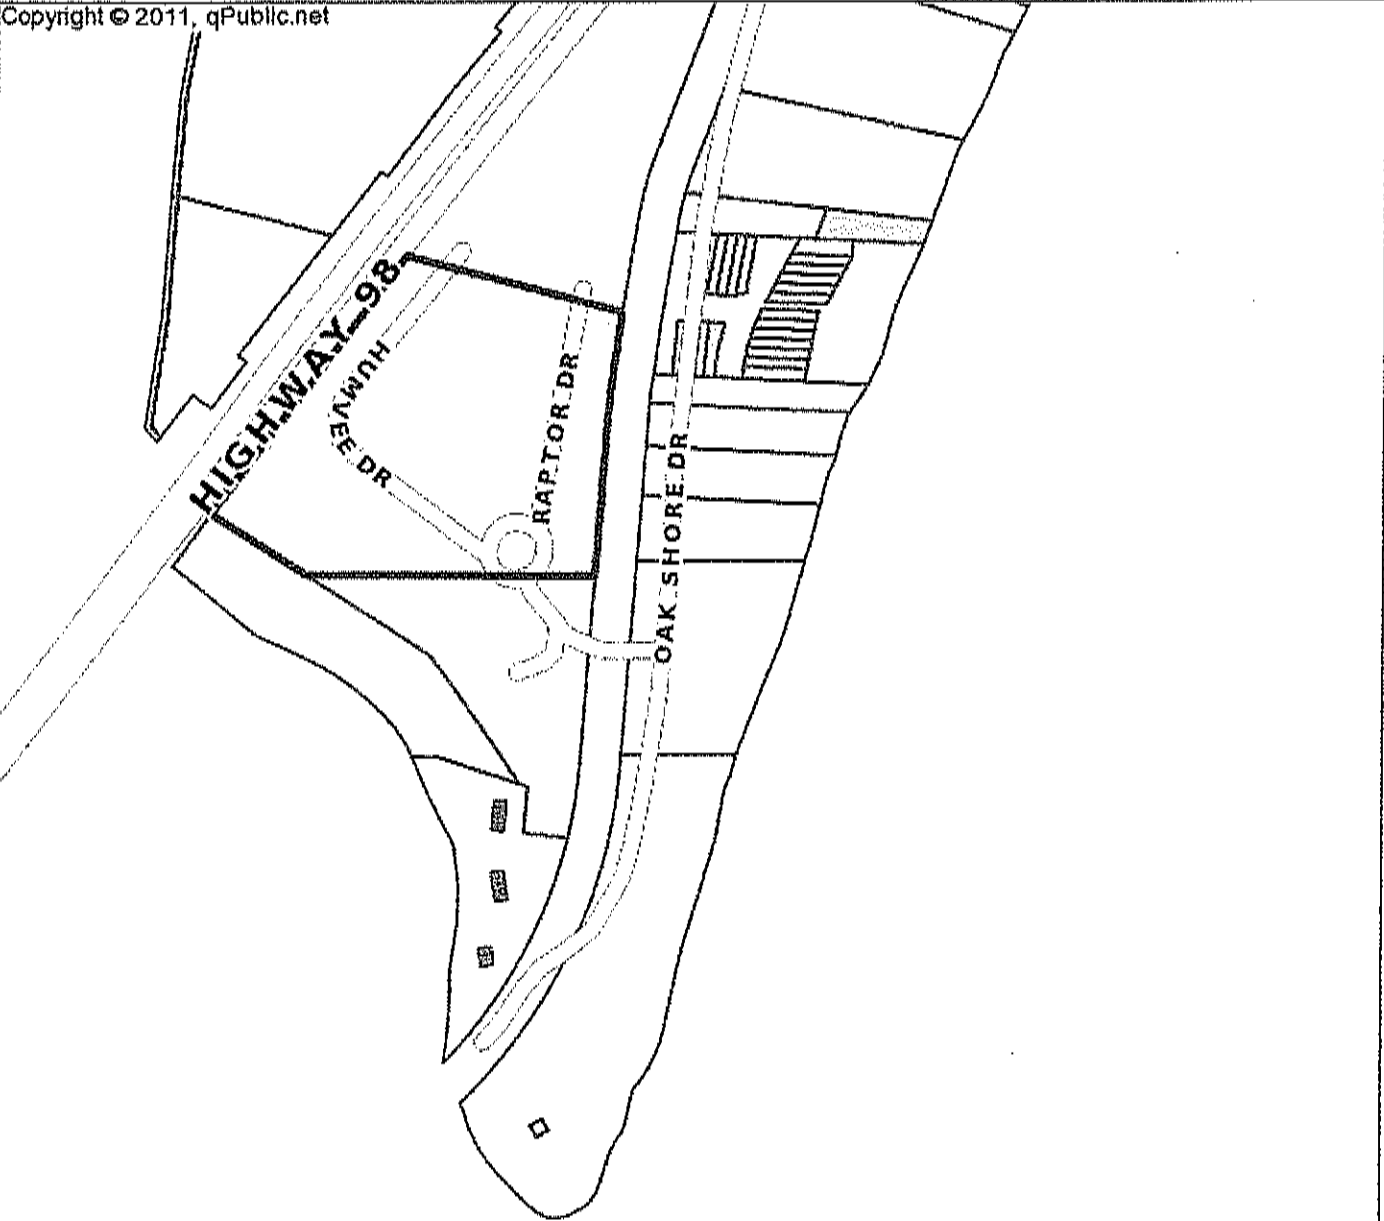 Copyright © 2011, qPublic.net
HIGHWAY 98
HUMVEE DR
RAPTOR DR
OAK SHORE DR